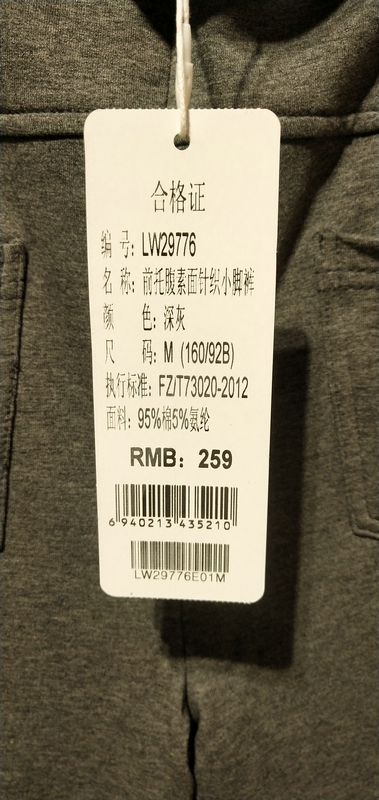 合格证
编 号: LW29776
名 称: 前托腹素面针织小脚裤
颜 色: 深灰
尺 码: M (160/92B)
执行标准: FZ/T73020-2012
面料: 95%棉5%氨纶
RMB: 259
6 940213 435210
LW29776E01M